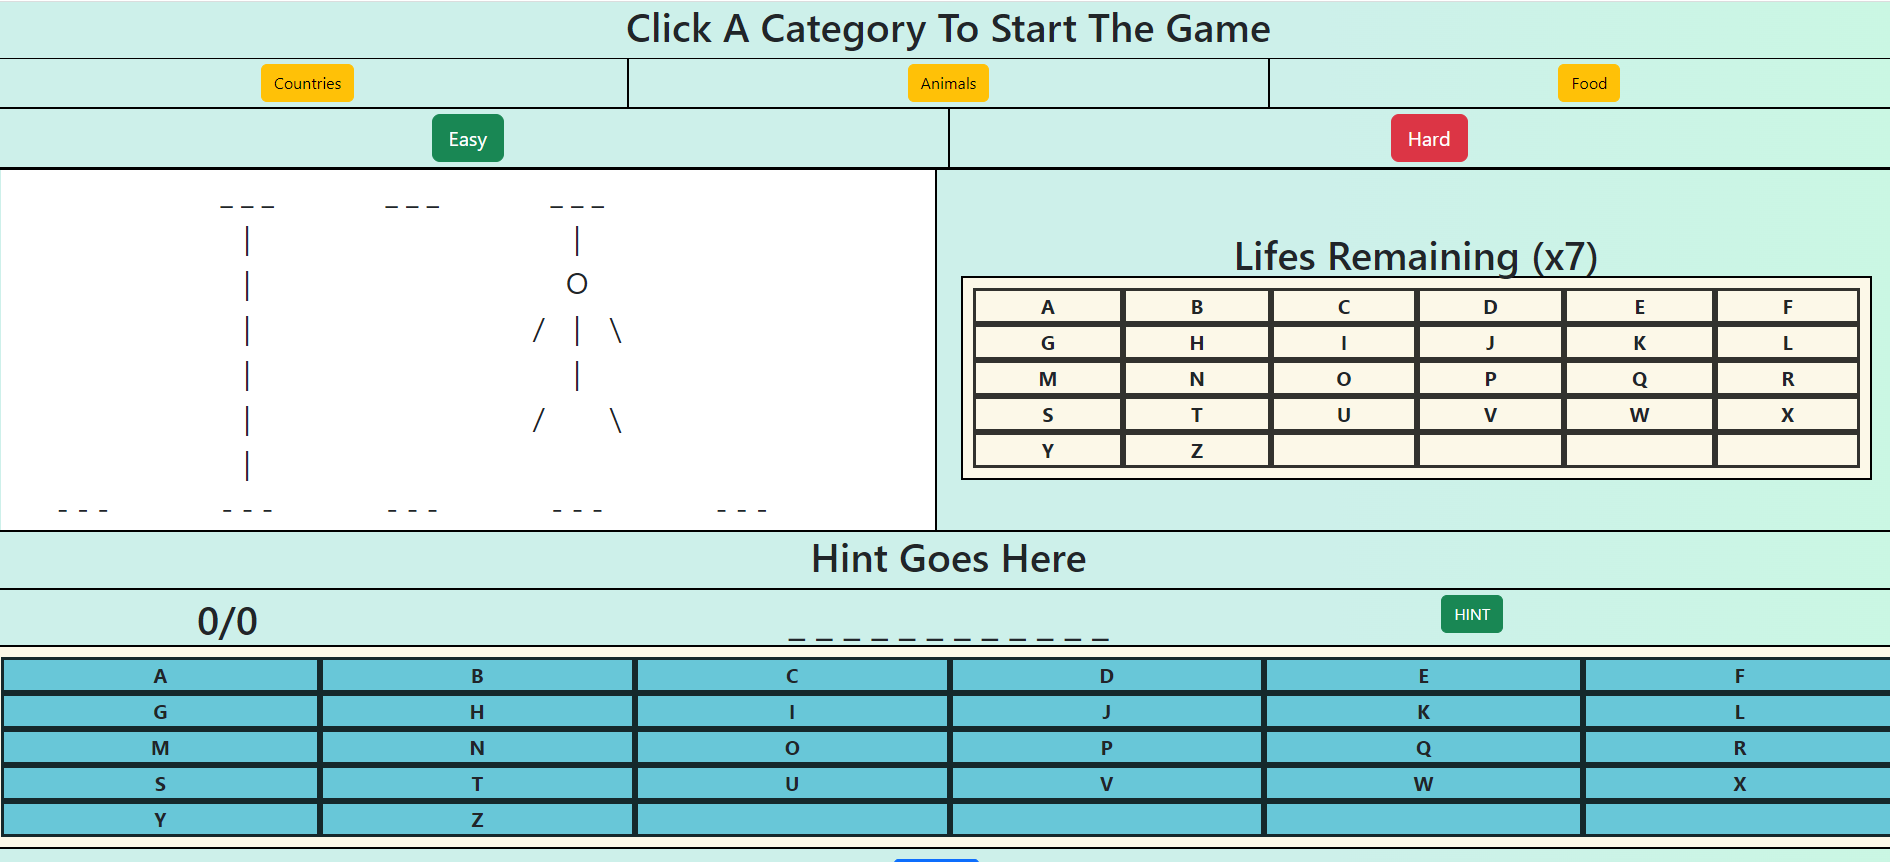 Click A Category To Start The Game
Countries Animals Food
Easy Hard
_ _ _ _ _ _ _ _ _
| |
| O
| / | \
| |
| / \
|
- - - - - - - - - - - - - - -
Lifes Remaining (x7)
A B C D E F
G H I J K L
M N O P Q R
S T U V W X
Y Z
Hint Goes Here
0/0 _ _ _ _ _ _ _ _ _ _ _ _ HINT
A B C D E F
G H I J K L
M N O P Q R
S T U V W X
Y Z